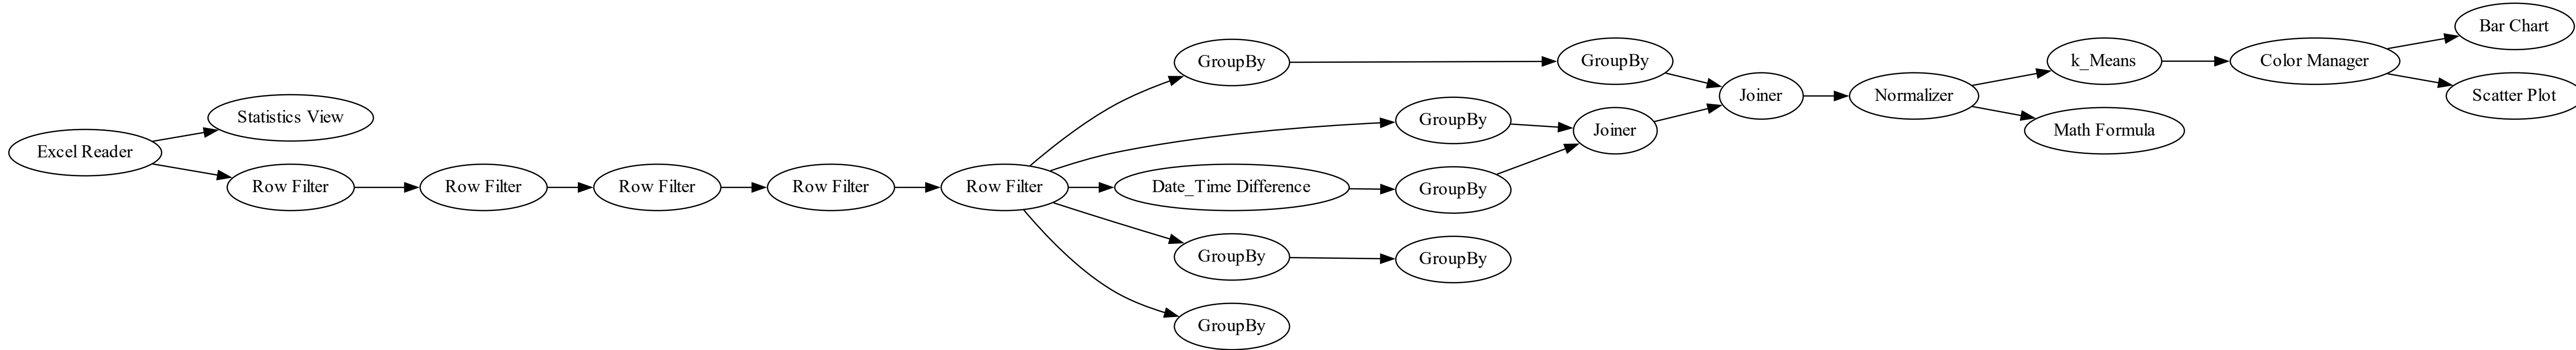 Excel Reader
Statistics View
Row Filter
Row Filter
Row Filter
Row Filter
Row Filter
GroupBy
GroupBy
Date_Time Difference
GroupBy
GroupBy
GroupBy
GroupBy
GroupBy
GroupBy
Joiner
Joiner
Normalizer
k_Means
Math Formula
Color Manager
Bar Chart
Scatter Plot